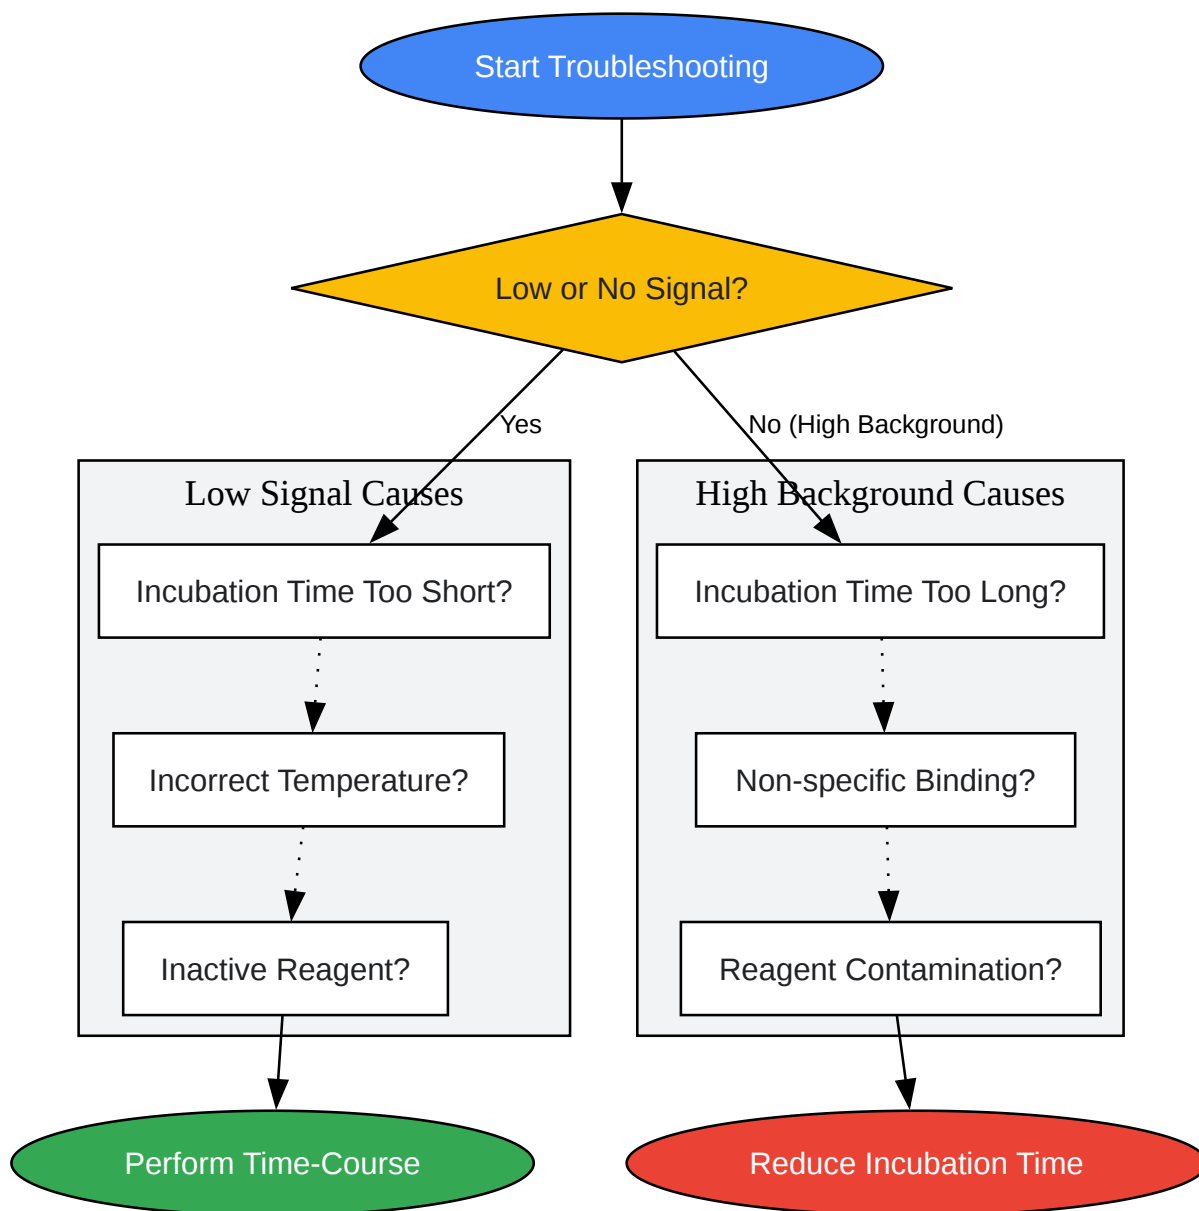 Start Troubleshooting
Low or No Signal?
Yes
No (High Background)
Low Signal Causes
High Background Causes
Incubation Time Too Short?
Incubation Time Too Long?
Incorrect Temperature?
Non-specific Binding?
Inactive Reagent?
Reagent Contamination?
Perform Time-Course
Reduce Incubation Time